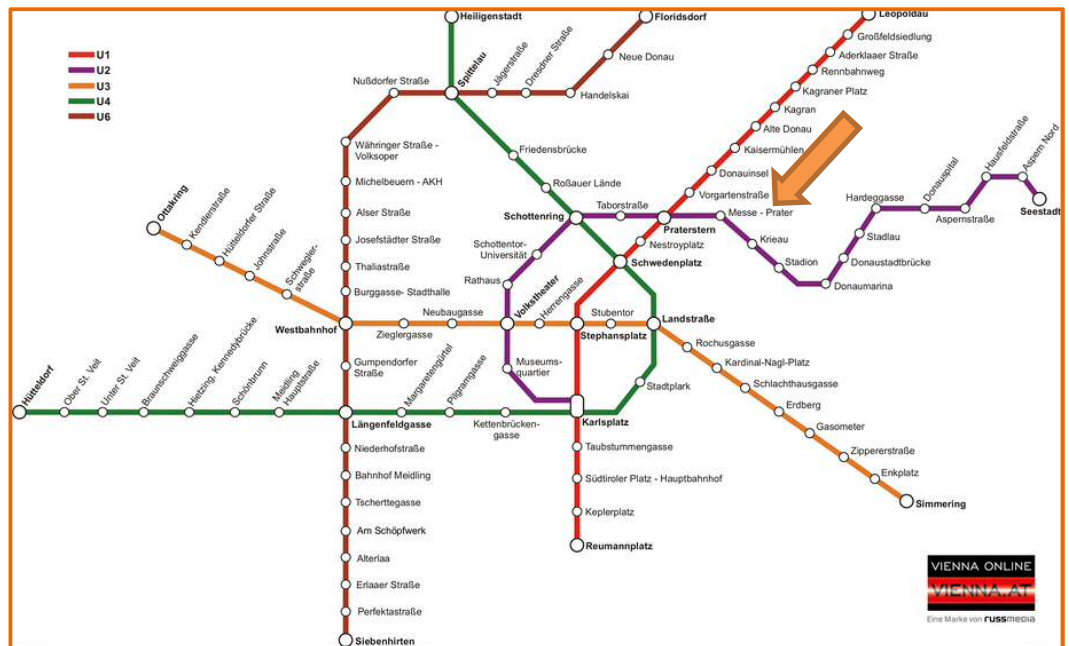 U1
U2
U3
U4
U6
Heiligenstadt
Floridsdorf
Leopoldau
Großfeldsiedlung
Aderklaaer Straße
Rennbahnweg
Kagraner Platz
Kagran
Alte Donau
Kaisermühlen
Donauinsel
Vorgartenstraße
Spittelau
Jägerstraße
Dresdner Straße
Neue Donau
Handelskai
Nußdorfer Straße
Währinger Straße -
Volksoper
Michelbeuern - AKH
Alser Straße
Josefstädter Straße
Thaliastraße
Burggasse- Stadthalle
Friedensbrücke
Roßauer Lände
Schottenring
Taborstraße
Praterstern
Messe - Prater
Krieau
Stadion
Donaumarina
Donaustadtbrücke
Stadlau
Hardeggasse
Donauspital
Aspernstraße
Hausfeldstraße
Aspern Nord
Seestadt
Nestroyplatz
Schwedenplatz
Schottentor-
Universität
Rathaus
Ottakring
Kendlerstraße
Hütteldorfer Straße
Johnstraße
Schwegler-
straße
Westbahnhof
Zieglergasse
Neubaugasse
Volkstheater
Herrengasse
Stephansplatz
Stubentor
Landstraße
Rochusgasse
Kardinal-Nagl-Platz
Schlachthausgasse
Erdberg
Gasometer
Zippererstraße
Enkplatz
Simmering
Gumpendorfer
Straße
Museums-
quartier
Stadtpark
Hütteldorf
Ober St. Veit
Unter St. Veit
Braunschweiggasse
Hietzing, Kennedybrücke
Schönbrunn
Meidling
Hauptstraße
Längenfeldgasse
Margaretengürtel
Pilgramgasse
Kettenbrücken-
gasse
Karlsplatz
Taubstummengasse
Südtiroler Platz - Hauptbahnhof
Keplerplatz
Reumannplatz
Niederhofstraße
Bahnhof Meidling
Tscherttegasse
Am Schöpfwerk
Alterlaa
Erlaaer Straße
Perfektastraße
Siebenhirten
VIENNA ONLINE
VIENNA.AT
Eine Marke von russmedia